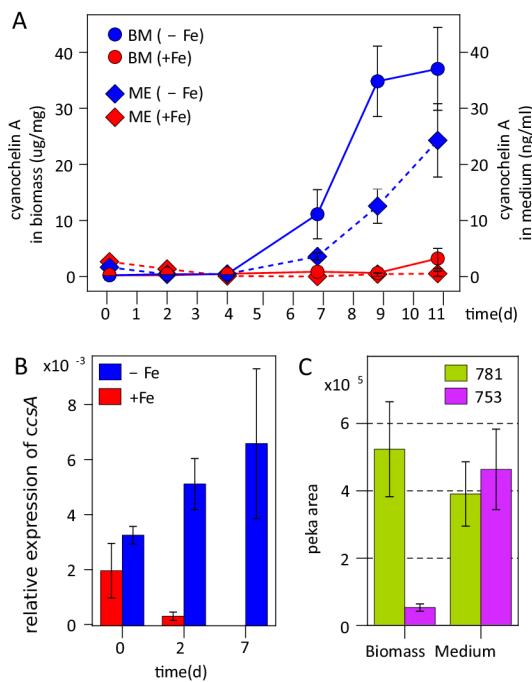 A
BM ( – Fe)
BM (+Fe)
ME ( – Fe)
ME (+Fe)
cyanochelin A
in biomass (ug/mg)
40
30
20
10
0
cyanochelin A
in medium (ng/ml)
40
30
20
10
0
0 1 2 3 4 5 6 7 8 9 10 11 time(d)
B
x10 -3
– Fe
+Fe
relative expression of ccsA
8
6
4
2
0
0 2 7
time(d)
C
781
753
x10 5
peka area
6
4
2
0
Biomass Medium